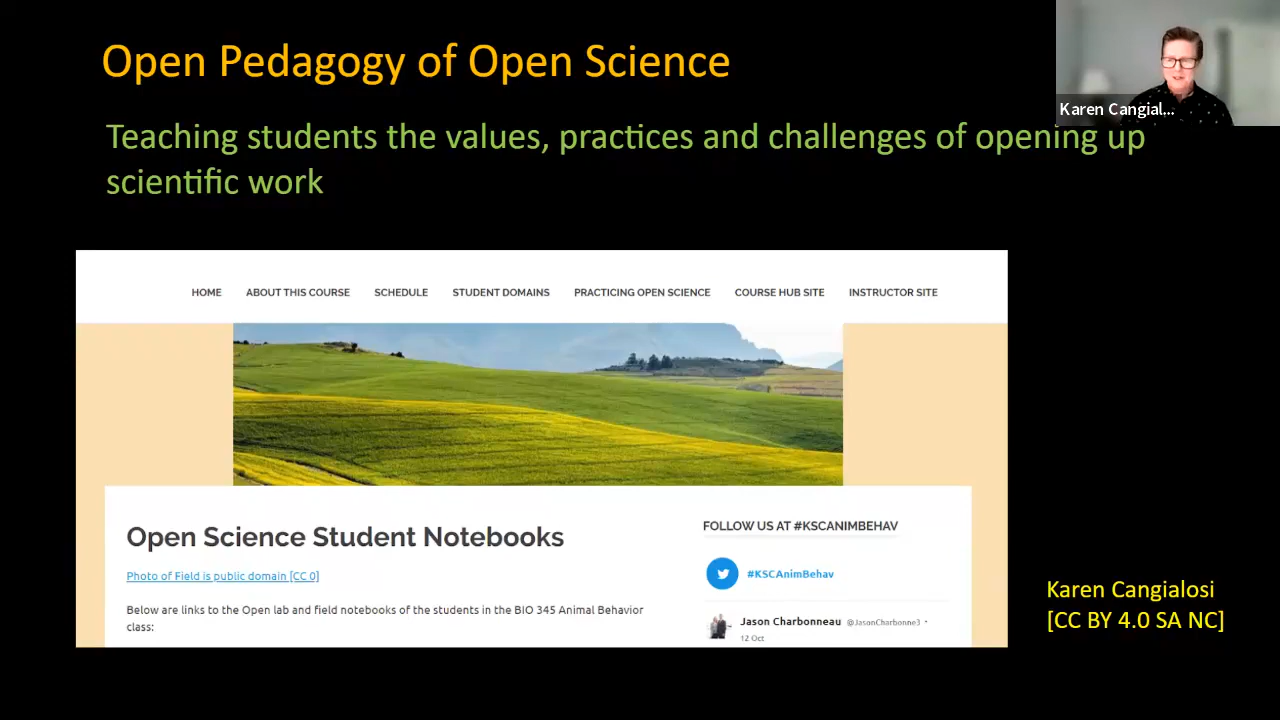 Open Pedagogy of Open Science
Karen Cangial...
Teaching students the values, practices and challenges of opening up
scientific work
HOME ABOUT THIS COURSE SCHEDULE STUDENT DOMAINS PRACTICING OPEN SCIENCE COURSE HUB SITE INSTRUCTOR SITE
Open Science Student Notebooks
Photo of Field is public domain [CC 0]
Below are links to the Open lab and field notebooks of the students in the BIO 345 Animal Behavior
class:
FOLLOW US AT #KSCANIMBEHAV
#KSCAnimBehav
Jason Charbonneau @JasonCharbonne3 ·
12 Oct
Karen Cangialosi
[CC BY 4.0 SA NC]